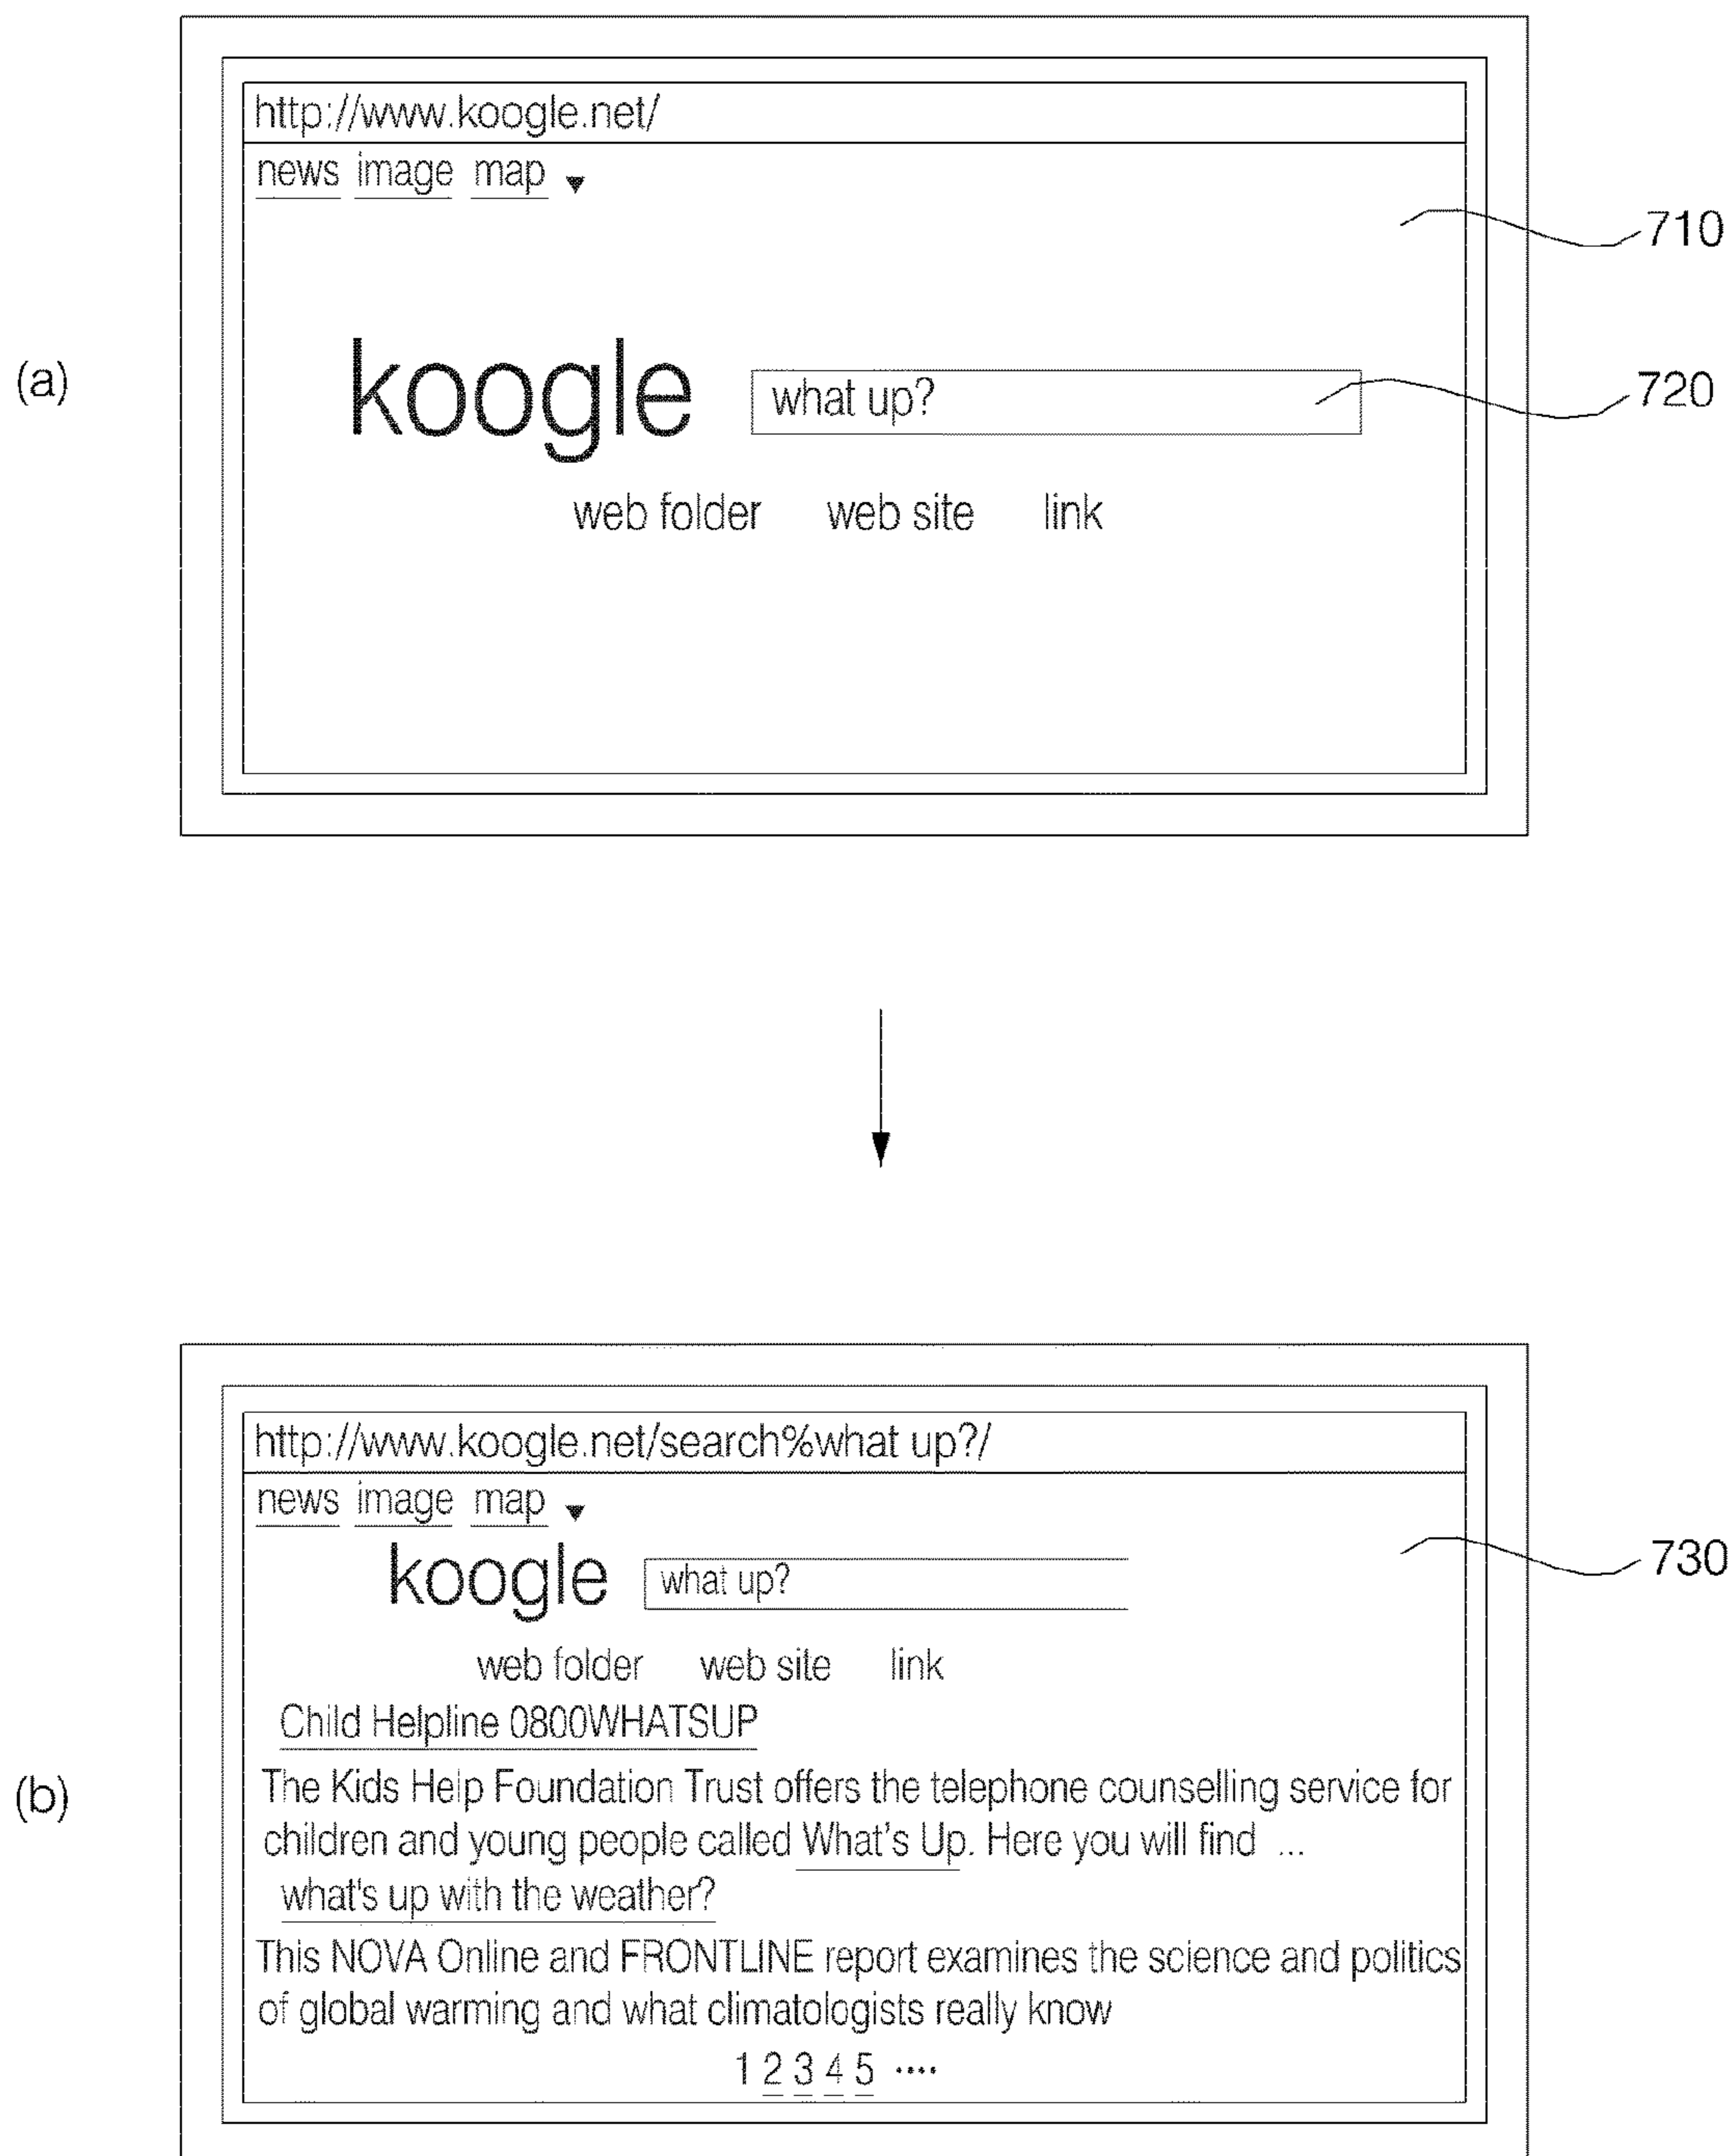 http://www.koogle.net/
news image map ▼
710
(a)
koogle what up?
720
web folder web site link
http://www.koogle.net/search%what up?/
news image map ▼
koogle what up?
730
web folder web site link
Child Helpline 0800WHATSUP
(b)
The Kids Help Foundation Trust offers the telephone counselling service for
children and young people called What's Up. Here you will find ...
what's up with the weather?
This NOVA Online and FRONTLINE report examines the science and politics
of global warming and what climatologists really know
1 2 3 4 5 ····